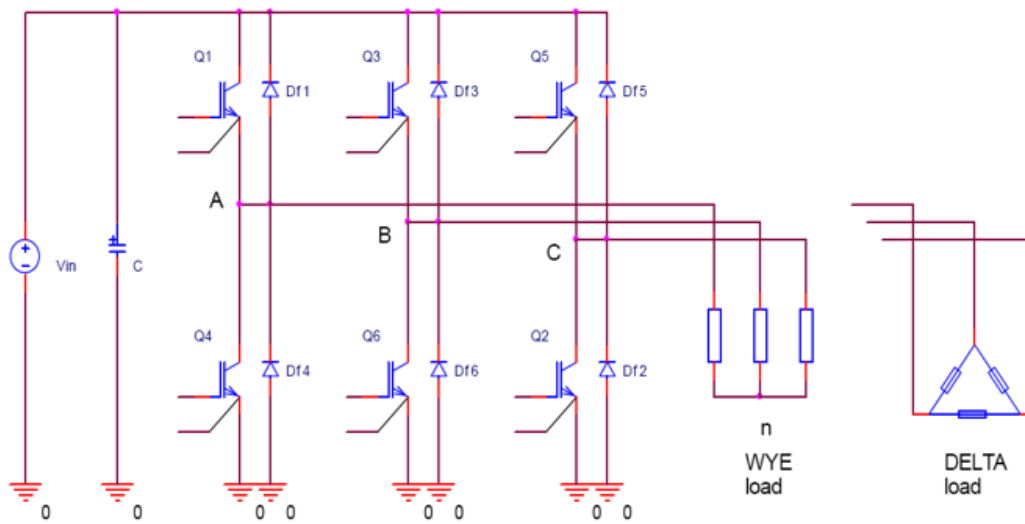 Q1
Df1
Q3
Df3
Q5
Df5
A
B
C
+
-
Vin
+
C
Q4
Df4
Q6
Df6
Q2
Df2
n
WYE
load
DELTA
load
0
0
0 0
0 0
0 0